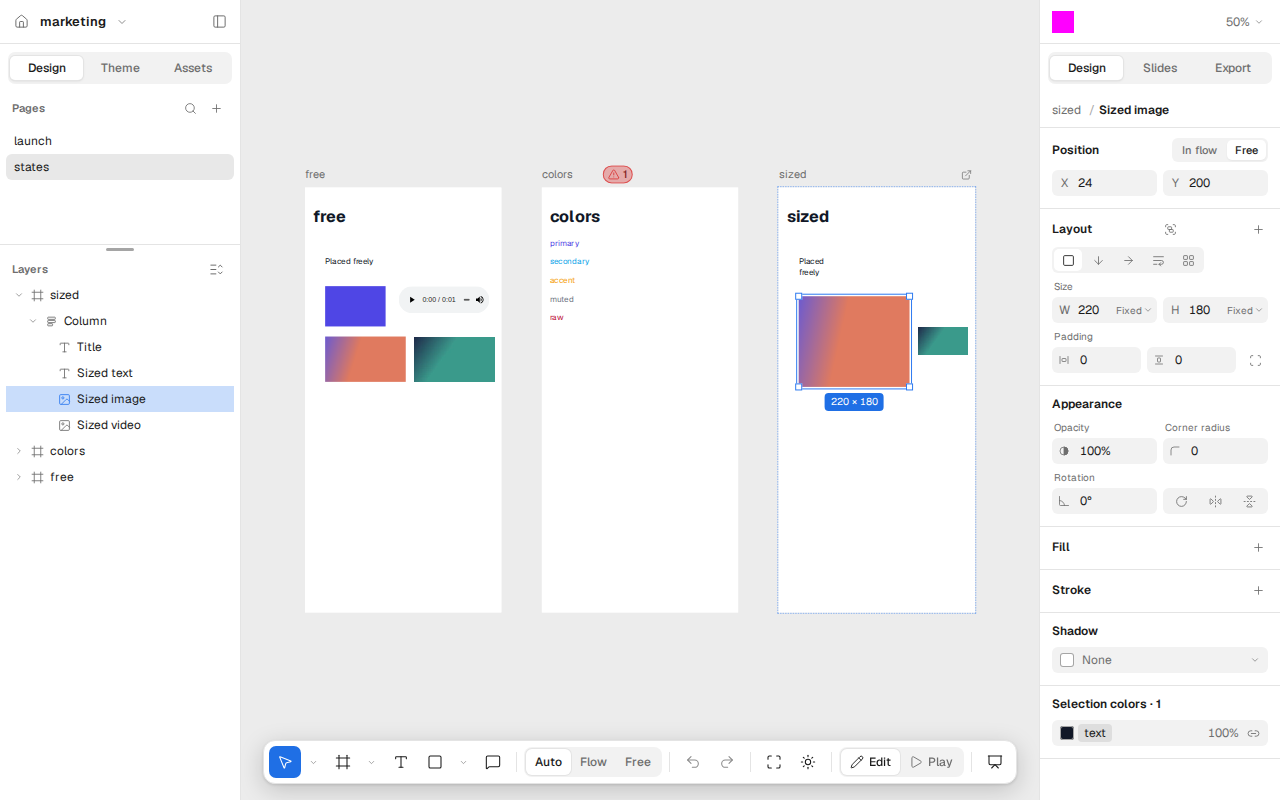 marketing
Design
Theme
Assets
Pages
launch
states
Layers
sized
Column
Title
Sized text
Sized image
Sized video
colors
free
free
free
Placed freely
0:00 / 0:01
colors
1
colors
primary
secondary
accent
muted
raw
sized
sized
Placed
freely
220 × 180
Auto
Flow
Free
Edit
Play
50%
Design
Slides
Export
sized / Sized image
Position
In flow
Free
X 24
Y 200
Layout
Size
W 220 Fixed
H 180 Fixed
Padding
0
0
Appearance
Opacity
Corner radius
100%
0
Rotation
0°
Fill
Stroke
Shadow
None
Selection colors · 1
text 100%